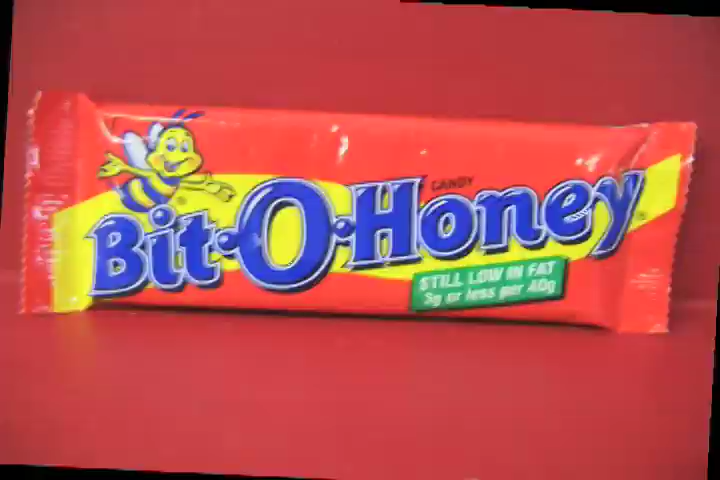 CANDY
Bit•O•Honey
STILL LOW IN FAT
3g or less per 40g